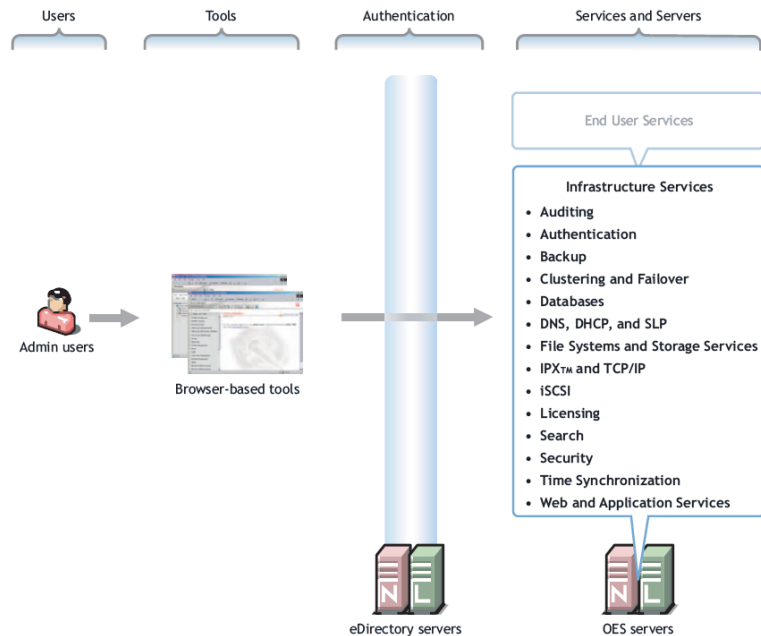 Users
Tools
Authentication
Services and Servers
End User Services
Infrastructure Services
• Auditing
• Authentication
• Backup
• Clustering and Failover
• Databases
• DNS, DHCP, and SLP
• File Systems and Storage Services
• IPX™ and TCP/IP
• iSCSI
• Licensing
• Search
• Security
• Time Synchronization
• Web and Application Services
Admin users
Browser-based tools
N L
eDirectory servers
N L
OES servers